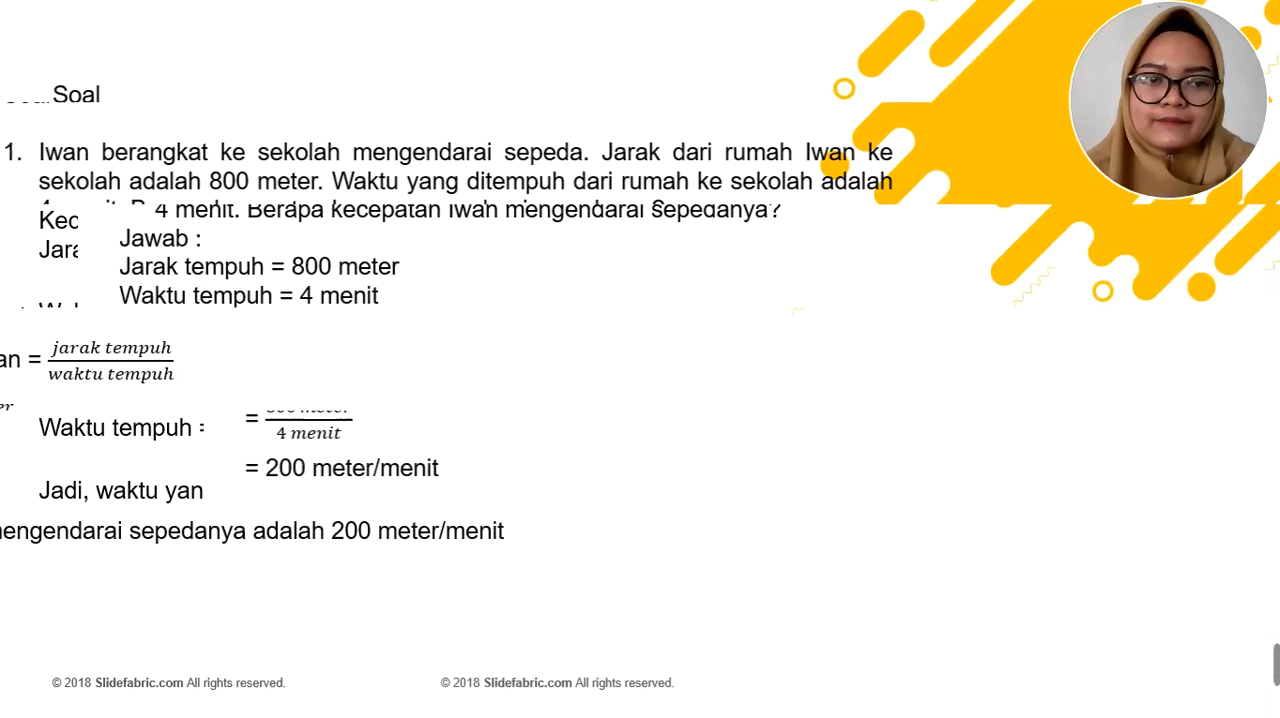 Soal
1. Iwan berangkat ke sekolah mengendarai sepeda. Jarak dari rumah Iwan ke
sekolah adalah 800 meter. Waktu yang ditempuh dari rumah ke sekolah adalah
4 menit. Berapa kecepatan Iwan mengendarai sepedanya?
Jawab :
Jarak tempuh = 800 meter
Waktu tempuh = 4 menit
an = jarak tempuh
waktu tempuh
Waktu tempuh :
=
4 menit
= 200 meter/menit
Jadi, waktu yan
engendarai sepedanya adalah 200 meter/menit
© 2018 Slidefabric.com All rights reserved. © 2018 Slidefabric.com All rights reserved.